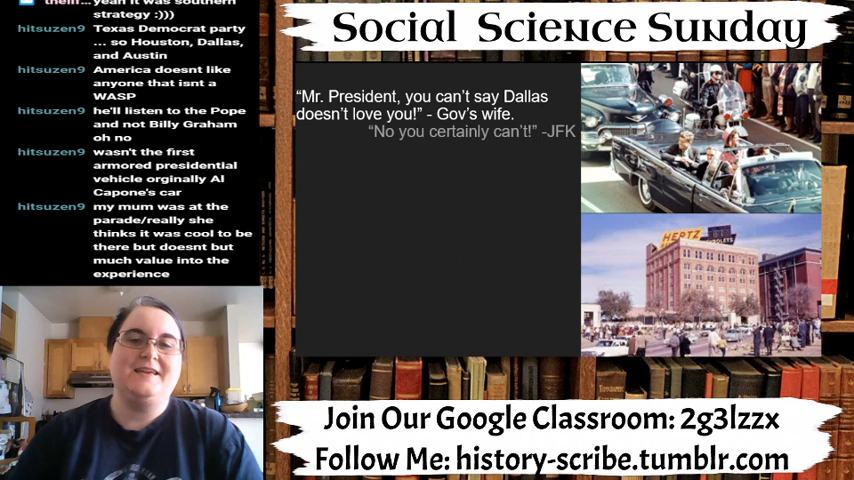 yeah it was southern
strategy :)))
hitsuzen9 Texas Democrat party
... so Houston, Dallas,
and Austin
hitsuzen9 America doesnt like
anyone that isnt a
WASP
hitsuzen9 he'll listen to the Pope
and not Billy Graham
oh no
hitsuzen9 wasn't the first
armored presidential
vehicle orginally Al
Capone's car
hitsuzen9 my mum was at the
parade/really she
thinks it was cool to be
there but doesnt but
much value into the
experience
Social Science Sunday
“Mr. President, you can’t say Dallas
doesn’t love you!” - Gov’s wife.
“No you certainly can’t!” -JFK
HERTZ
Join Our Google Classroom: 2g3lzzx
Follow Me: history-scribe.tumblr.com